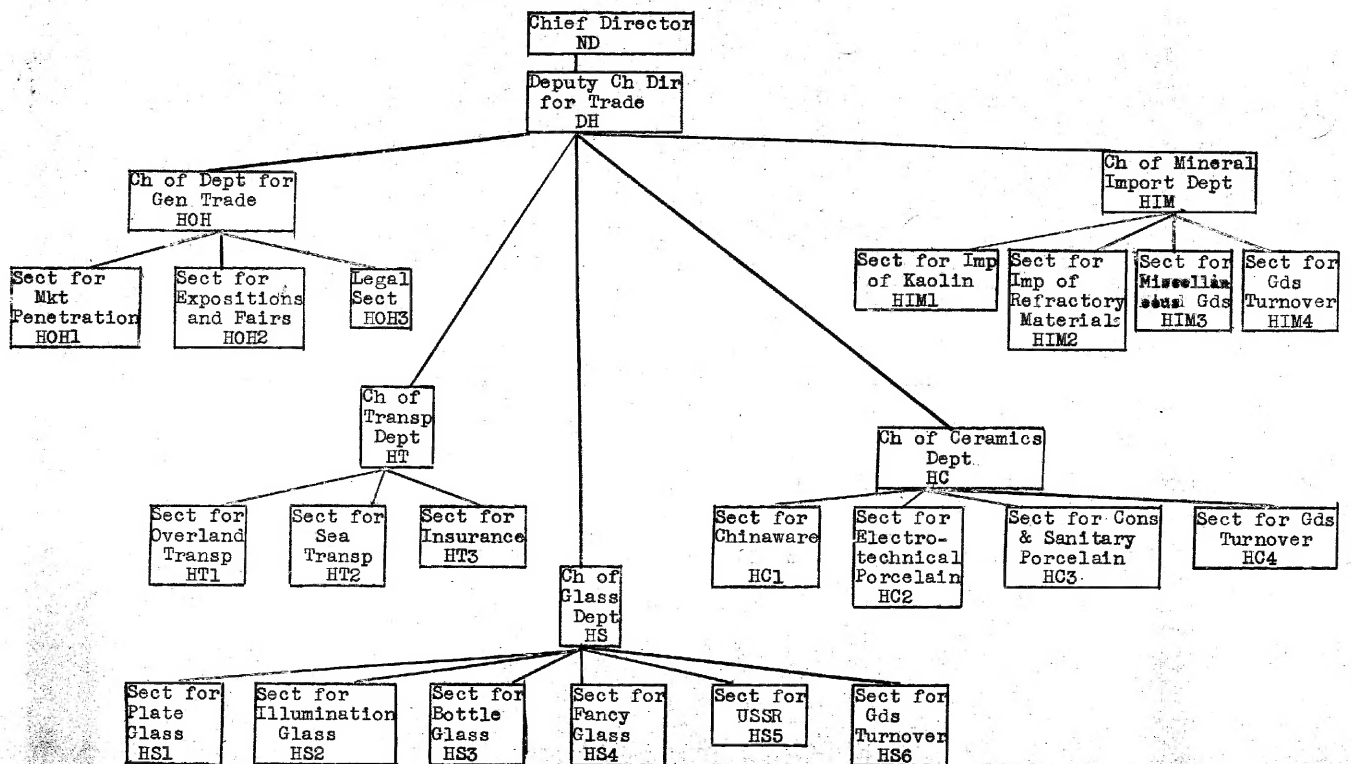 Chief Director
ND
Deputy Ch Dir
for Trade
DH
Ch of Dept for
Gen Trade
HOH
Sect for
Mkt
Penetration
HOH1
Sect for
Expositions
and Fairs
HOH2
Legal
Sect
HOH3
Ch of Mineral
Import Dept
HIM
Sect for Imp
of Kaolin
HIM1
Sect for
Imp of
Refractory
Materials
HIM2
Sect for
Miscellan
eous Gds
HIM3
Sect for
Gds
Turnover
HIM4
Ch of
Transp
Dept
HT
Sect for
Overland
Transp
HT1
Sect for
Sea
Transp
HT2
Sect for
Insurance
HT3
Ch of Ceramics
Dept
HC
Sect for
Chinaware
HC1
Sect for
Electro-
technical
Porcelain
HC2
Sect for Cons
& Sanitary
Porcelain
HC3
Sect for Gds
Turnover
HC4
Ch of
Glass
Dept
HS
Sect for
Plate
Glass
HS1
Sect for
Illumination
Glass
HS2
Sect for
Bottle
Glass
HS3
Sect for
Fancy
Glass
HS4
Sect for
USSR
HS5
Sect for
Gds
Turnover
HS6